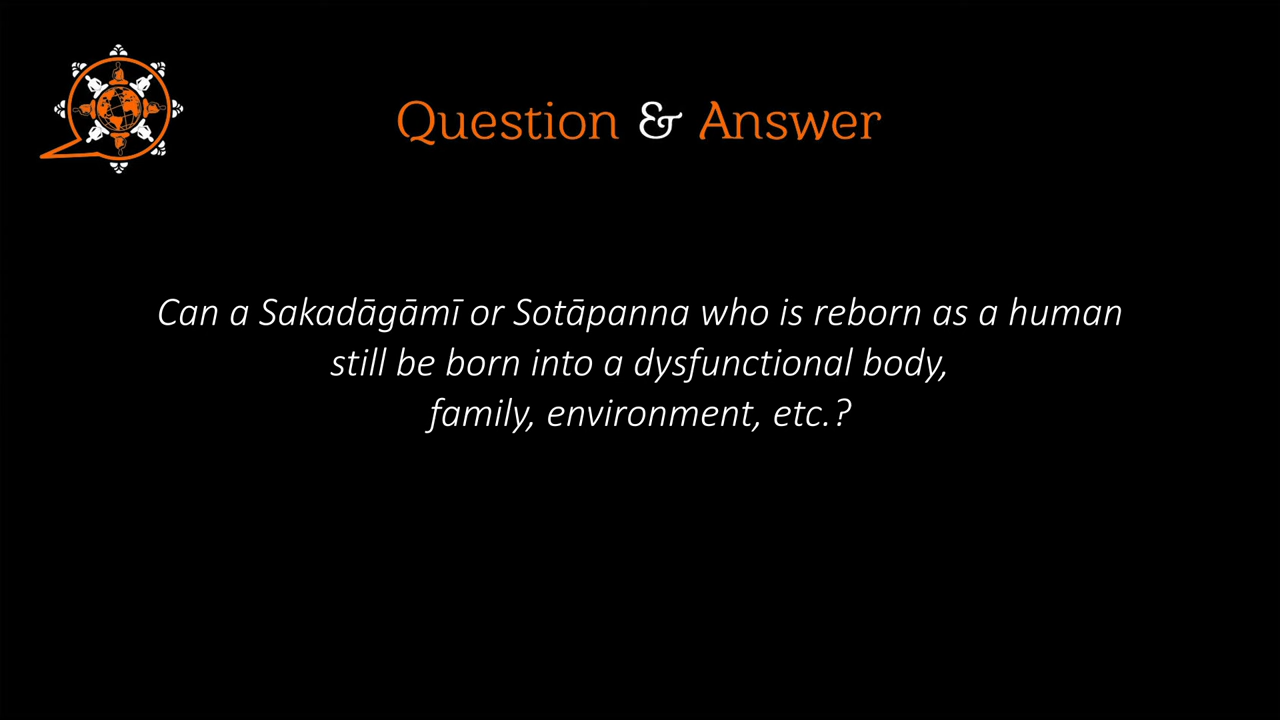 Question & Answer
Can a Sakadāgāmī or Sotāpanna who is reborn as a human
still be born into a dysfunctional body,
family, environment, etc.?